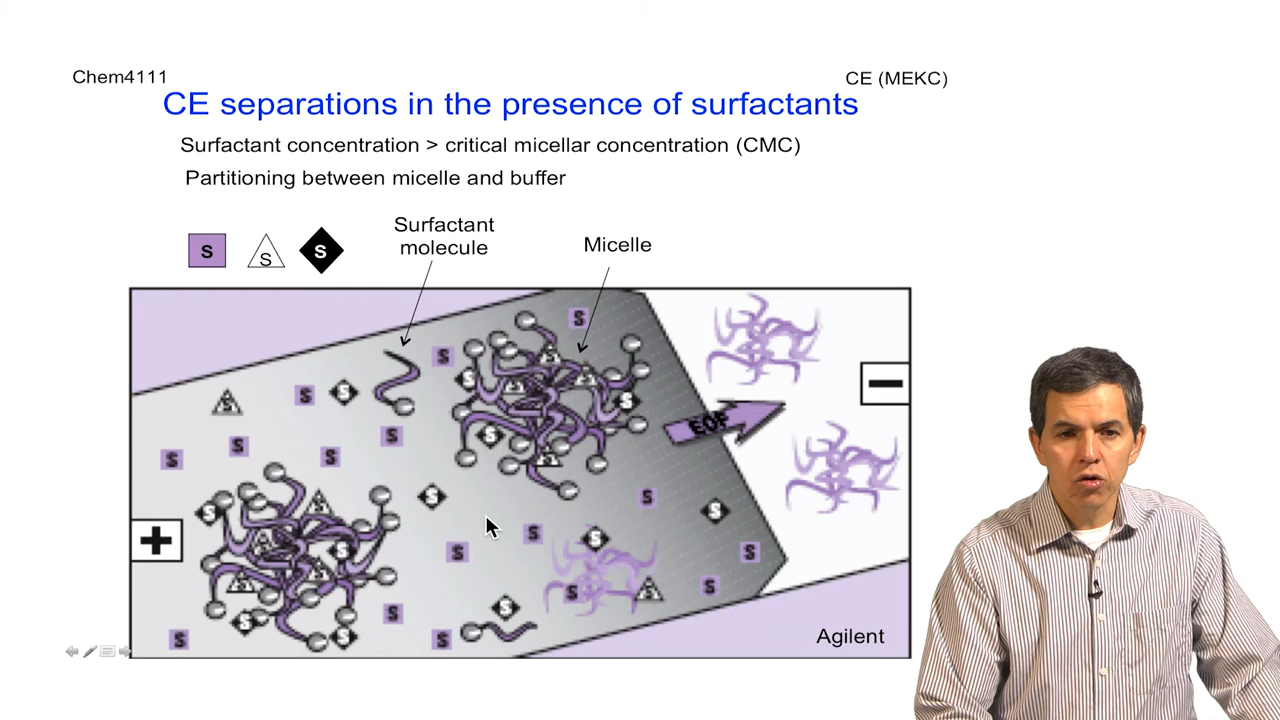 Chem4111
CE (MEKC)
CE separations in the presence of surfactants
Surfactant concentration > critical micellar concentration (CMC)
Partitioning between micelle and buffer
Surfactant
molecule
Micelle
S S S
EOF
+
−
Agilent